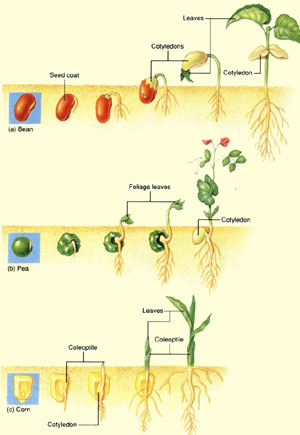 Leaves
Cotyledons
Seed coat
Cotyledon
(a) Bean
Foliage leaves
Cotyledon
(b) Pea
Leaves
Coleoptile
Coleoptile
(c) Corn
Cotyledon